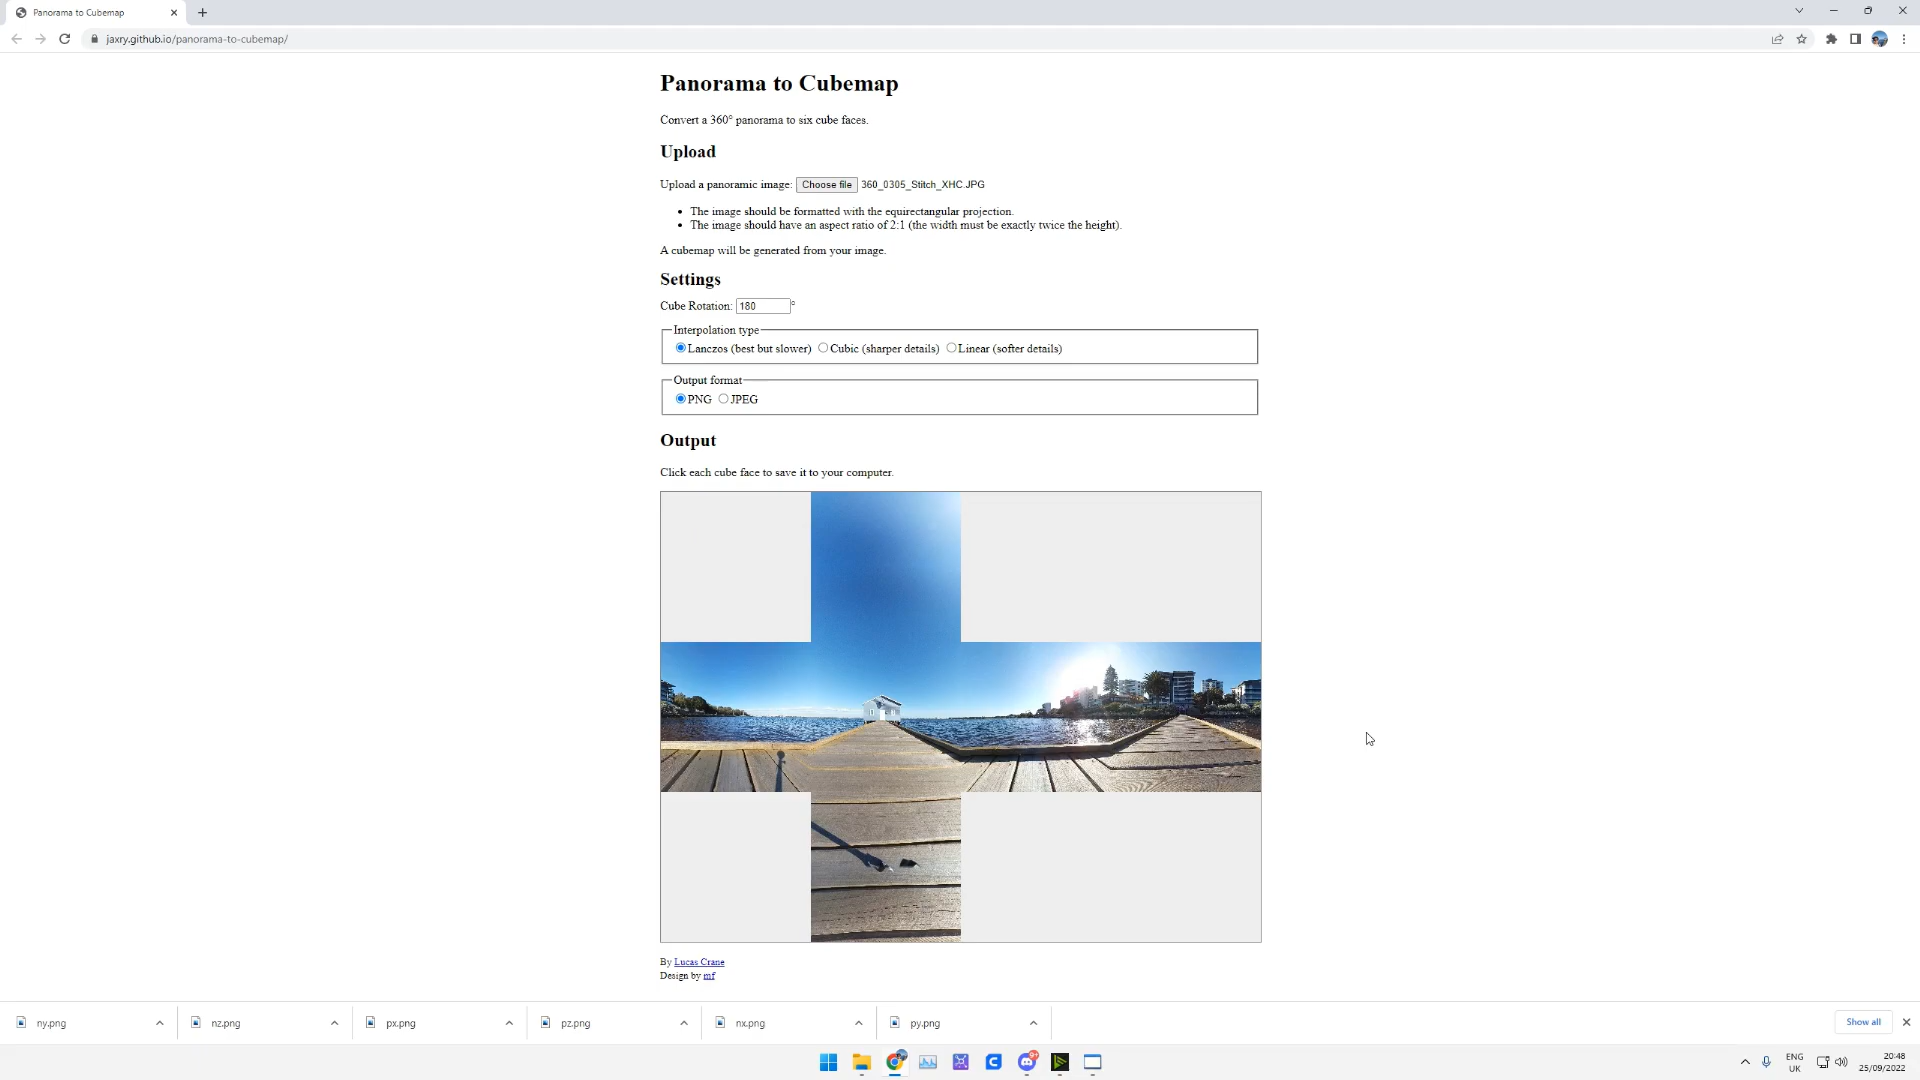 Panorama to Cubemap
jaxry.github.io/panorama-to-cubemap/
Panorama to Cubemap
Convert a 360° panorama to six cube faces.
Upload
Upload a panoramic image: Choose file 360_0305_Stitch_XHC.JPG
• The image should be formatted with the equirectangular projection.
• The image should have an aspect ratio of 2:1 (the width must be exactly twice the height).
A cubemap will be generated from your image.
Settings
Cube Rotation: 180 °
Interpolation type
Lanczos (best but slower) Cubic (sharper details) Linear (softer details)
Output format
PNG JPEG
Output
Click each cube face to save it to your computer.
By Lucas Crane
Design by mf
ny.png nz.png px.png pz.png nx.png py.png Show all
9+
ENG 20:48
UK 25/09/2022